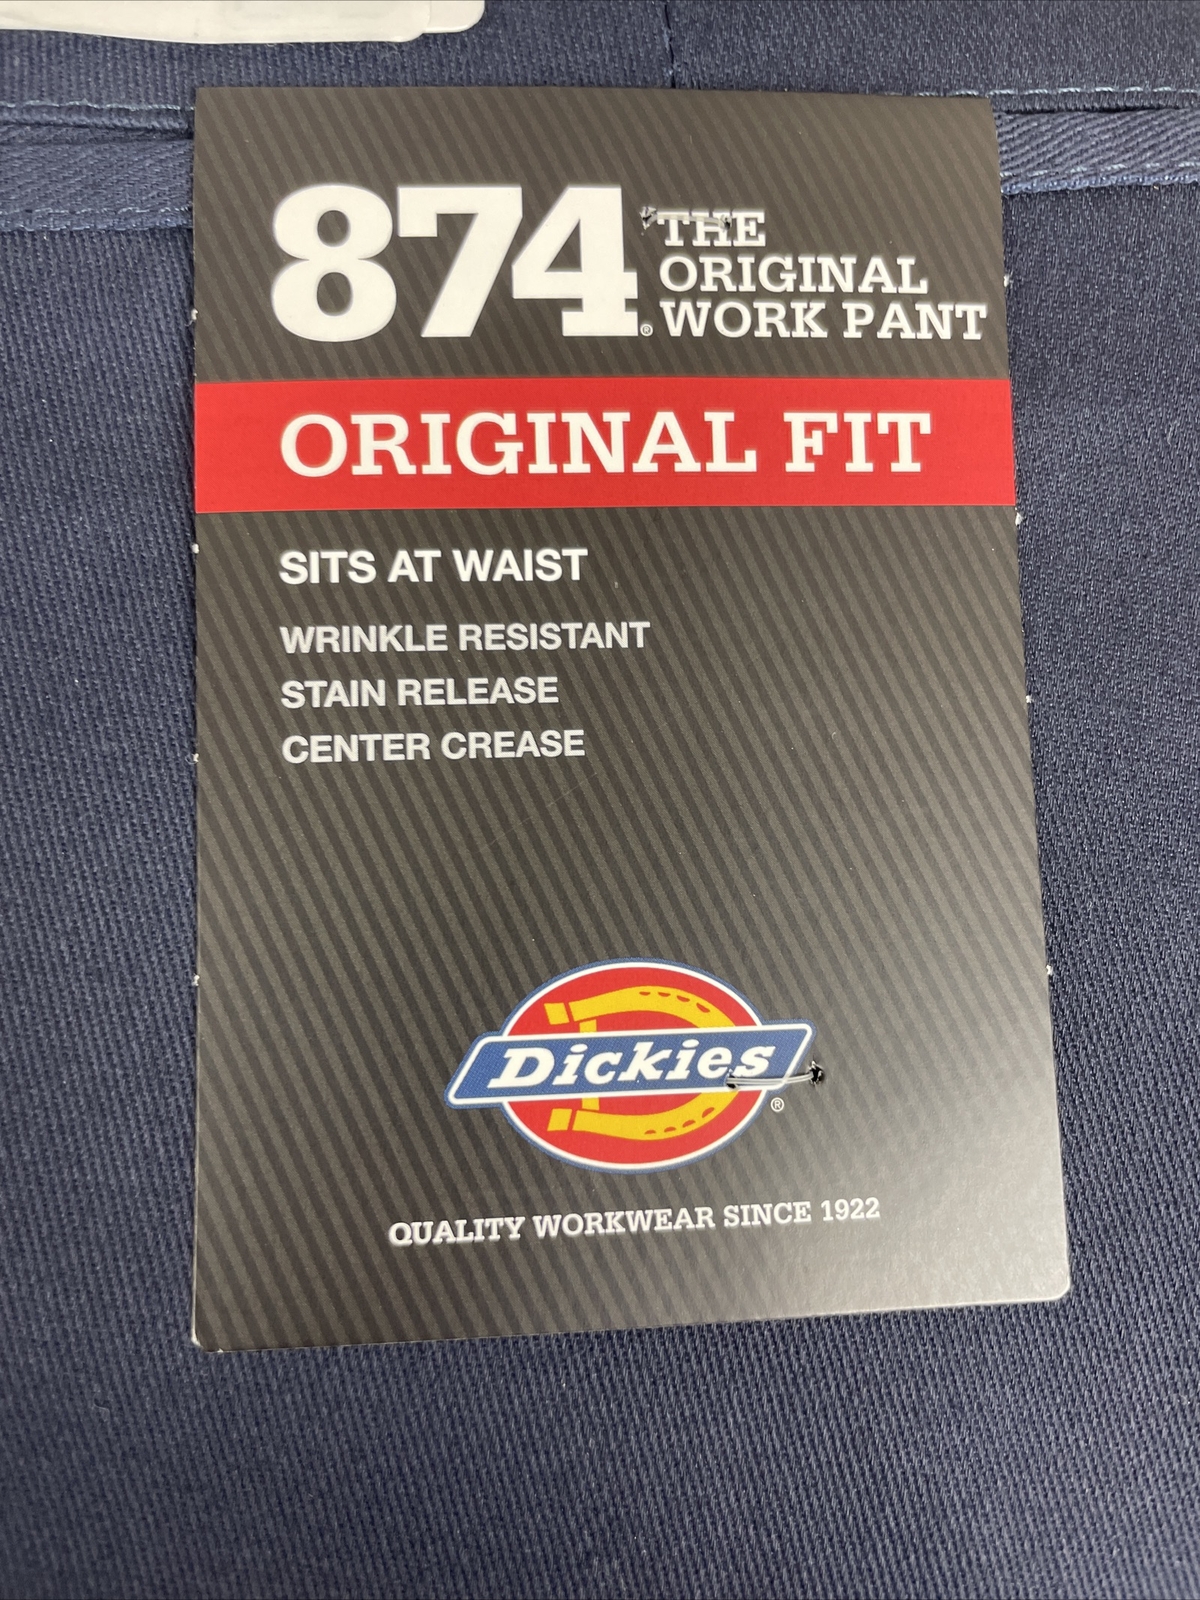 874® THE
ORIGINAL
WORK PANT
ORIGINAL FIT
SITS AT WAIST
WRINKLE RESISTANT
STAIN RELEASE
CENTER CREASE
Dickies
®
QUALITY WORKWEAR SINCE 1922